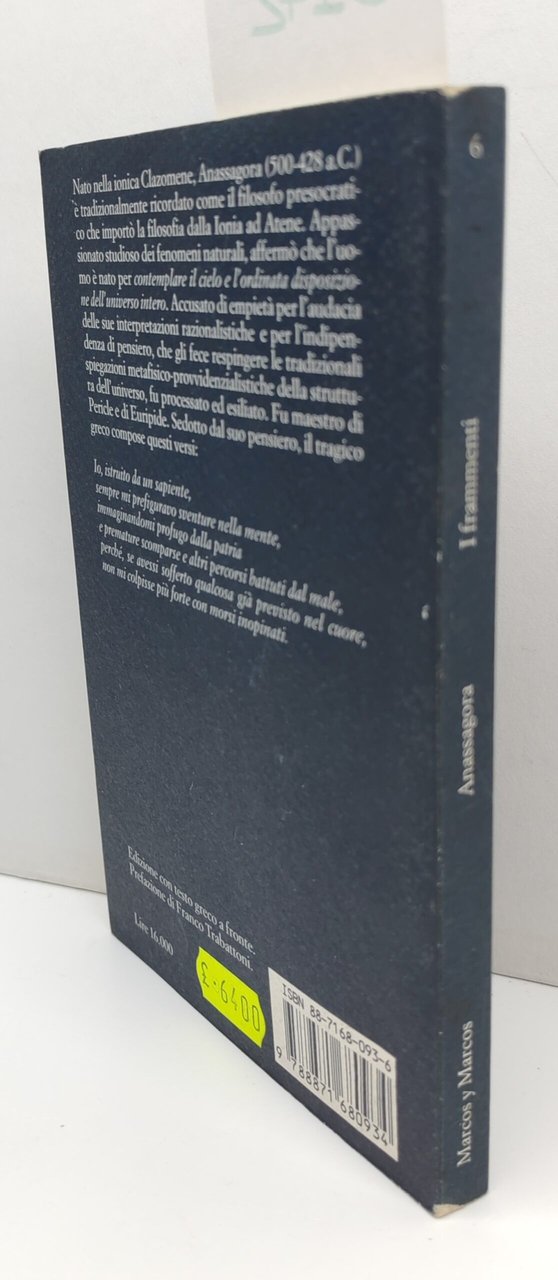 Nato nella ionica Clazomene, Anassagora (500-428 a.C.)
è tradizionalmente ricordato come il filosofo presocrati-
co che importò la filosofia dalla Ionia ad Atene. Appas-
sionato studioso dei fenomeni naturali, affermò che l'uo-
mo è nato per contemplare il cielo e l'ordinata disposizio-
ne dell'universo intero. Accusato di empietà per l'audacia
delle sue interpretazioni razionalistiche e per l'indipen-
denza di pensiero, che gli fece respingere le tradizionali
spiegazioni metafisico-provvidenzialistiche della struttu-
ra dell'universo, fu processato ed esiliato. Fu maestro di
Pericle e di Euripide. Sedotto dal suo pensiero, il tragico
greco compose questi versi:
Io, istruito da un sapiente,
sempre mi prefiguravo sventure nella mente,
immaginandomi profugo dalla patria
e premature scomparse e altri percorsi battuti dal male,
perché, se avessi sofferto qualcosa già previsto nel cuore,
non mi colpisse più forte con morsi inopinati.
Edizione con testo greco a fronte.
Prefazione di Franco Trabattoni.
Lire 16.000
£.6400
ISBN 88-7168-093-6
9 788871 680934
6
I frammenti
Anassagora
Marcos y Marcos